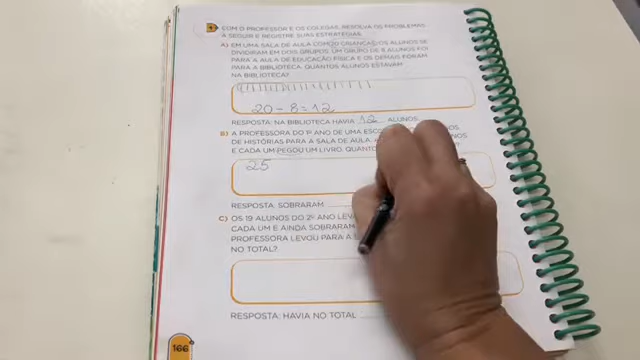 D COM O PROFESSOR E OS COLEGAS, RESOLVA OS PROBLEMAS
A SEGUIR E REGISTRE SUAS ESTRATÉGIAS.
A) EM UMA SALA DE AULA COM 20 CRIANÇAS, OS ALUNOS SE
DIVIDIRAM EM DOIS GRUPOS. UM GRUPO DE 8 ALUNOS FOI
PARA A AULA DE EDUCAÇÃO FÍSICA E OS DEMAIS FORAM
PARA A BIBLIOTECA. QUANTOS ALUNOS ESTAVAM
NA BIBLIOTECA?
20 - 8 = 12
RESPOSTA: NA BIBLIOTECA HAVIA 12 ALUNOS.
B) A PROFESSORA DO 1º ANO DE UMA
DE HISTÓRIAS PARA A SALA DE AULA.
E CADA UM PEGOU UM LIVRO.
25
RESPOSTA: SOBRARAM
C) OS 19 ALUNOS DO 2º ANO
CADA UM E AINDA SOBRARAM
PROFESSORA LEVOU PARA A
NO TOTAL?
RESPOSTA: HAVIA NO TOTAL
166